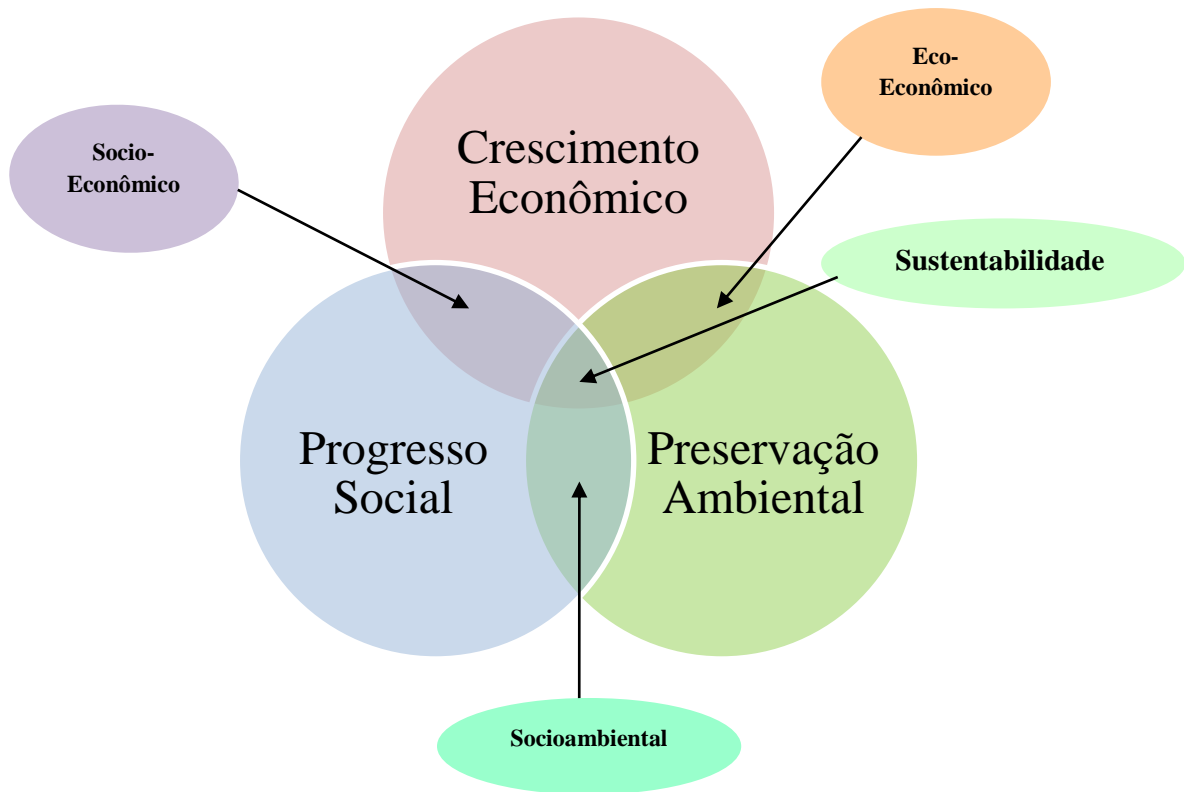 Eco-
Econômico
Socio-
Econômico
Crescimento
Econômico
Sustentabilidade
Progresso
Social
Preservação
Ambiental
Socioambiental